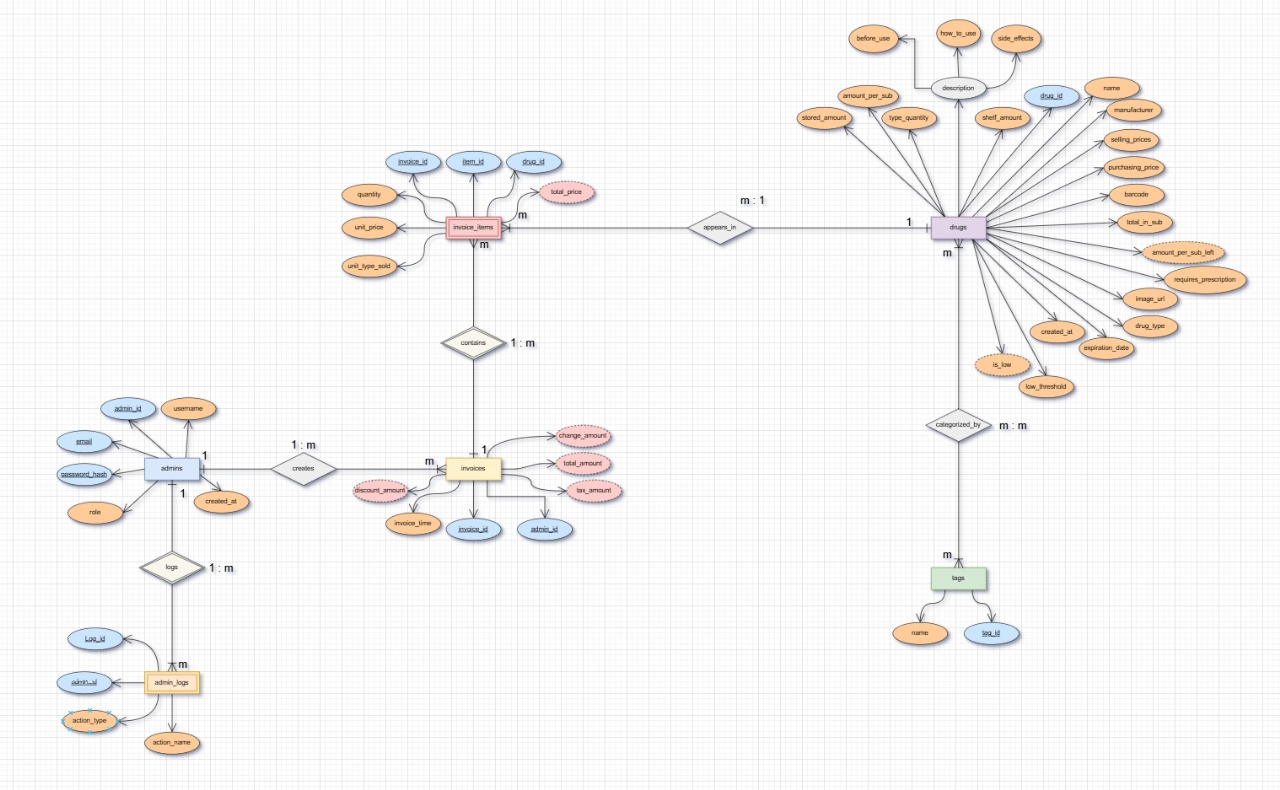 before_use
how_to_use
side_effects
description
amount_per_sub
stored_amount
type_quantity
shelf_amount
drug_id
name
manufacturer
selling_prices
purchasing_price
barcode
total_in_sub
amount_per_sub_left
requires_prescription
image_url
drug_type
expiration_date
created_at
is_low
low_threshold
drugs
1
m
m : 1
appears_in
invoice_id
item_id
drug_id
total_price
quantity
unit_price
unit_type_sold
invoice_items
m
m
contains
1 : m
categorized_by
m : m
admin_id
username
email
password_hash
role
created_at
admins
1
1
1 : m
creates
m
1
invoices
change_amount
total_amount
tax_amount
discount_amount
invoice_time
invoice_id
admin_id
logs
1 : m
m
tags
name
tag_id
Log_id
m
admin_logs
action_type
action_name